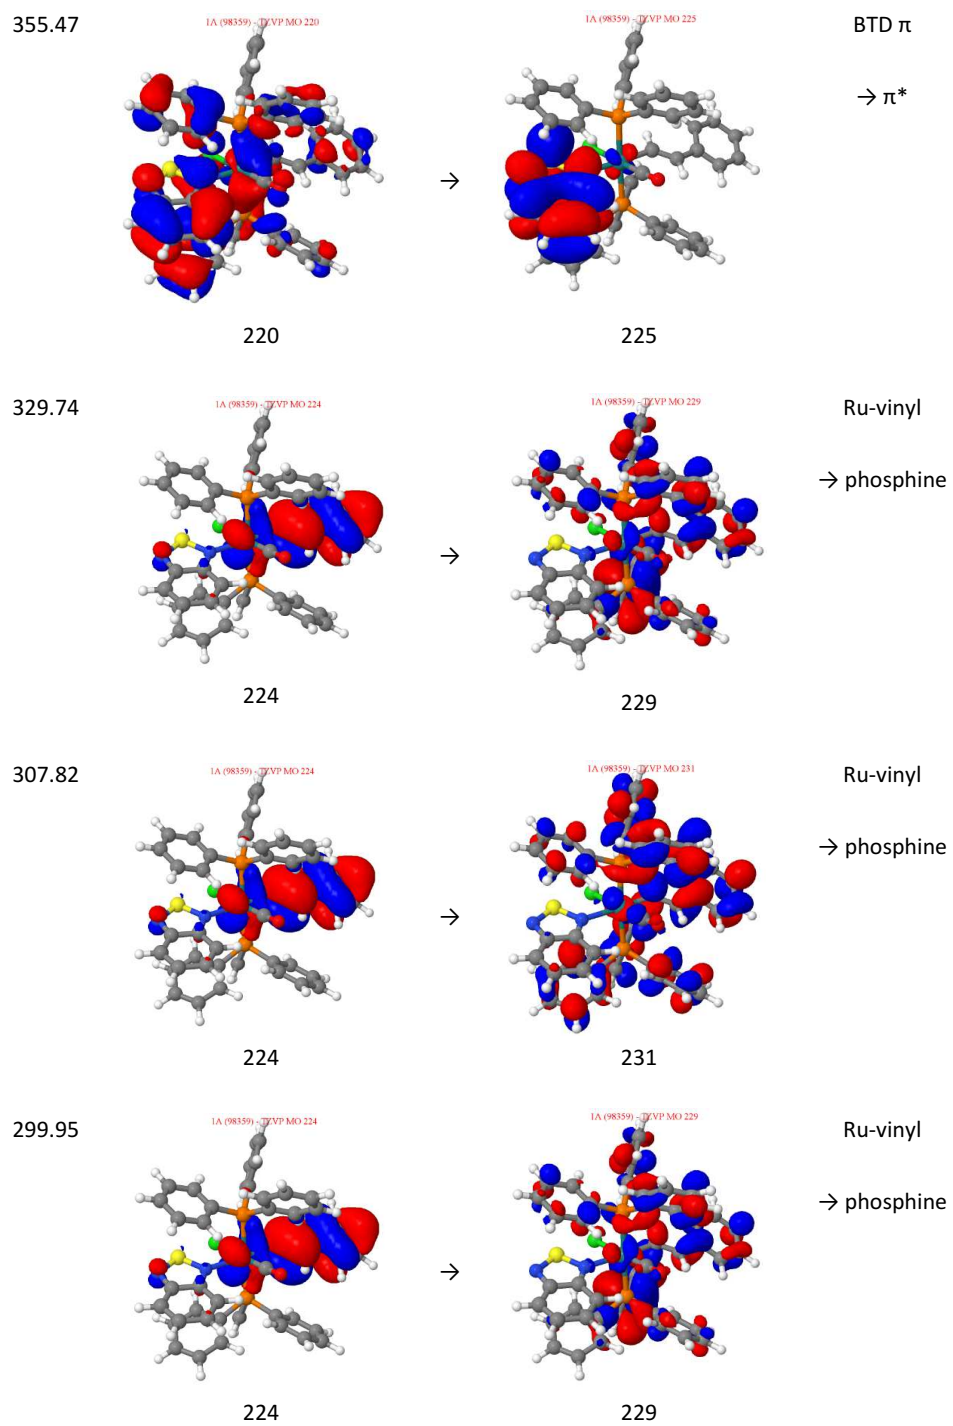 355.47
1A (98359) - TZVP MO 220
1A (98359) - TZVP MO 225
BTD π
→
→
→ π*
220
225
329.74
1A (98359) - TZVP MO 224
1A (98359) - TZVP MO 229
Ru-vinyl
→
→ phosphine
224
229
307.82
1A (98359) - TZVP MO 224
1A (98359) - TZVP MO 231
Ru-vinyl
→
→ phosphine
224
231
299.95
1A (98359) - TZVP MO 224
1A (98359) - TZVP MO 229
Ru-vinyl
→
→ phosphine
224
229